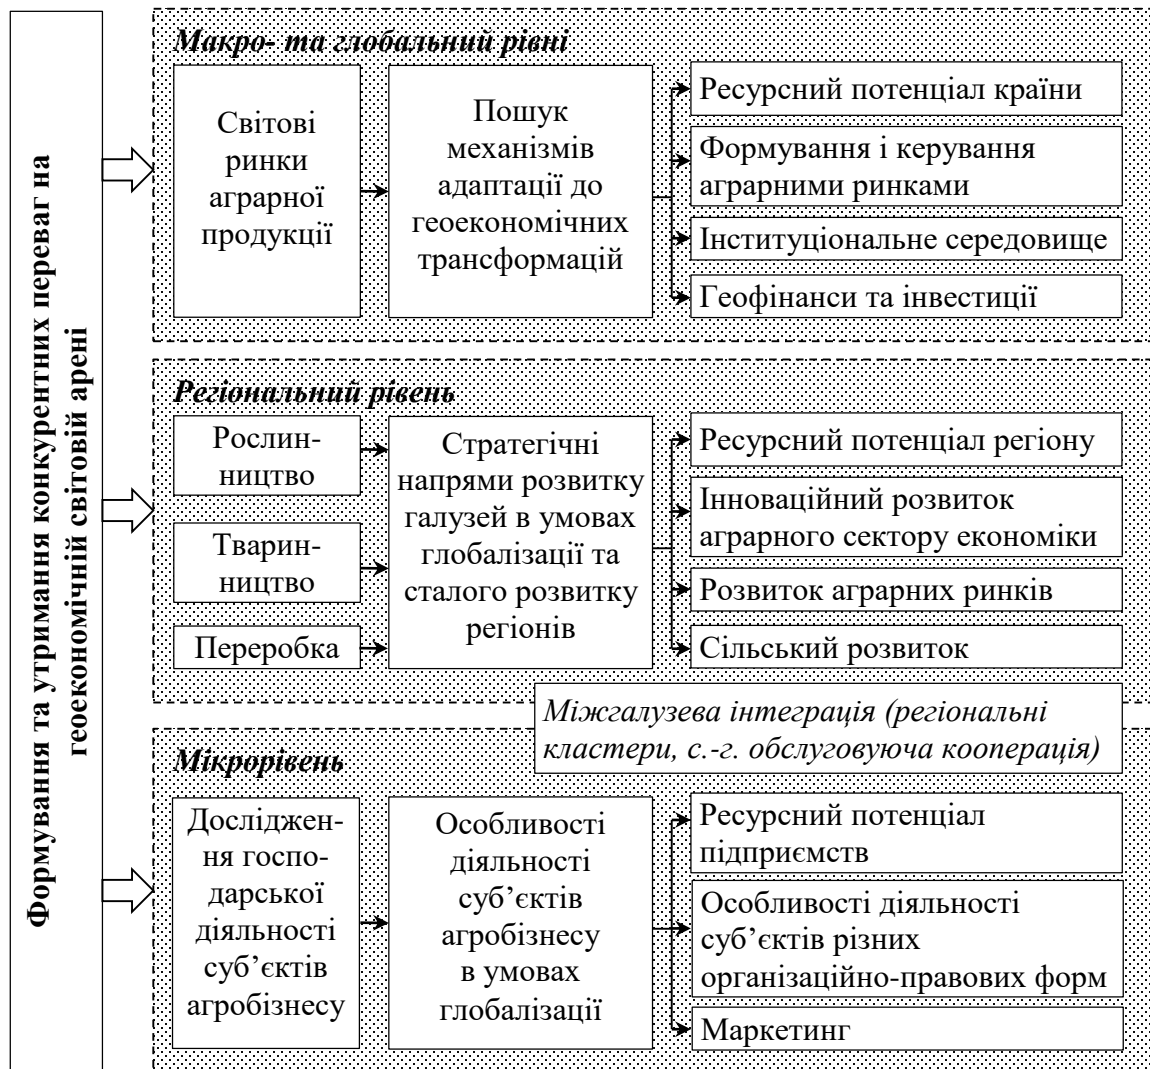 Формування та утримання конкурентних переваг на
геоекономічній світовій арені
Макро- та глобальний рівні
Світові
ринки
аграрної
продукції
Пошук
механізмів
адаптації до
геоекономічних
трансформацій
Ресурсний потенціал країни
Формування і керування
аграрними ринками
Інституціональне середовище
Геофінанси та інвестиції
Регіональний рівень
Рослин-
ництво
Тварин-
ництво
Переробка
Стратегічні
напрями розвитку
галузей в умовах
глобалізації та
сталого розвитку
регіонів
Ресурсний потенціал регіону
Інноваційний розвиток
аграрного сектору економіки
Розвиток аграрних ринків
Сільський розвиток
Міжгалузева інтеграція (регіональні
кластери, с.-г. обслуговуюча кооперація)
Мікрорівень
Дослiджен-
ня госпо-
дарської
діяльності
суб’єктів
агробізнесу
Особливості
діяльності
суб’єктів
агробізнесу
в умовах
глобалізації
Ресурсний потенціал
підприємств
Особливості діяльності
суб’єктів різних
організаційно-правових форм
Маркетинг